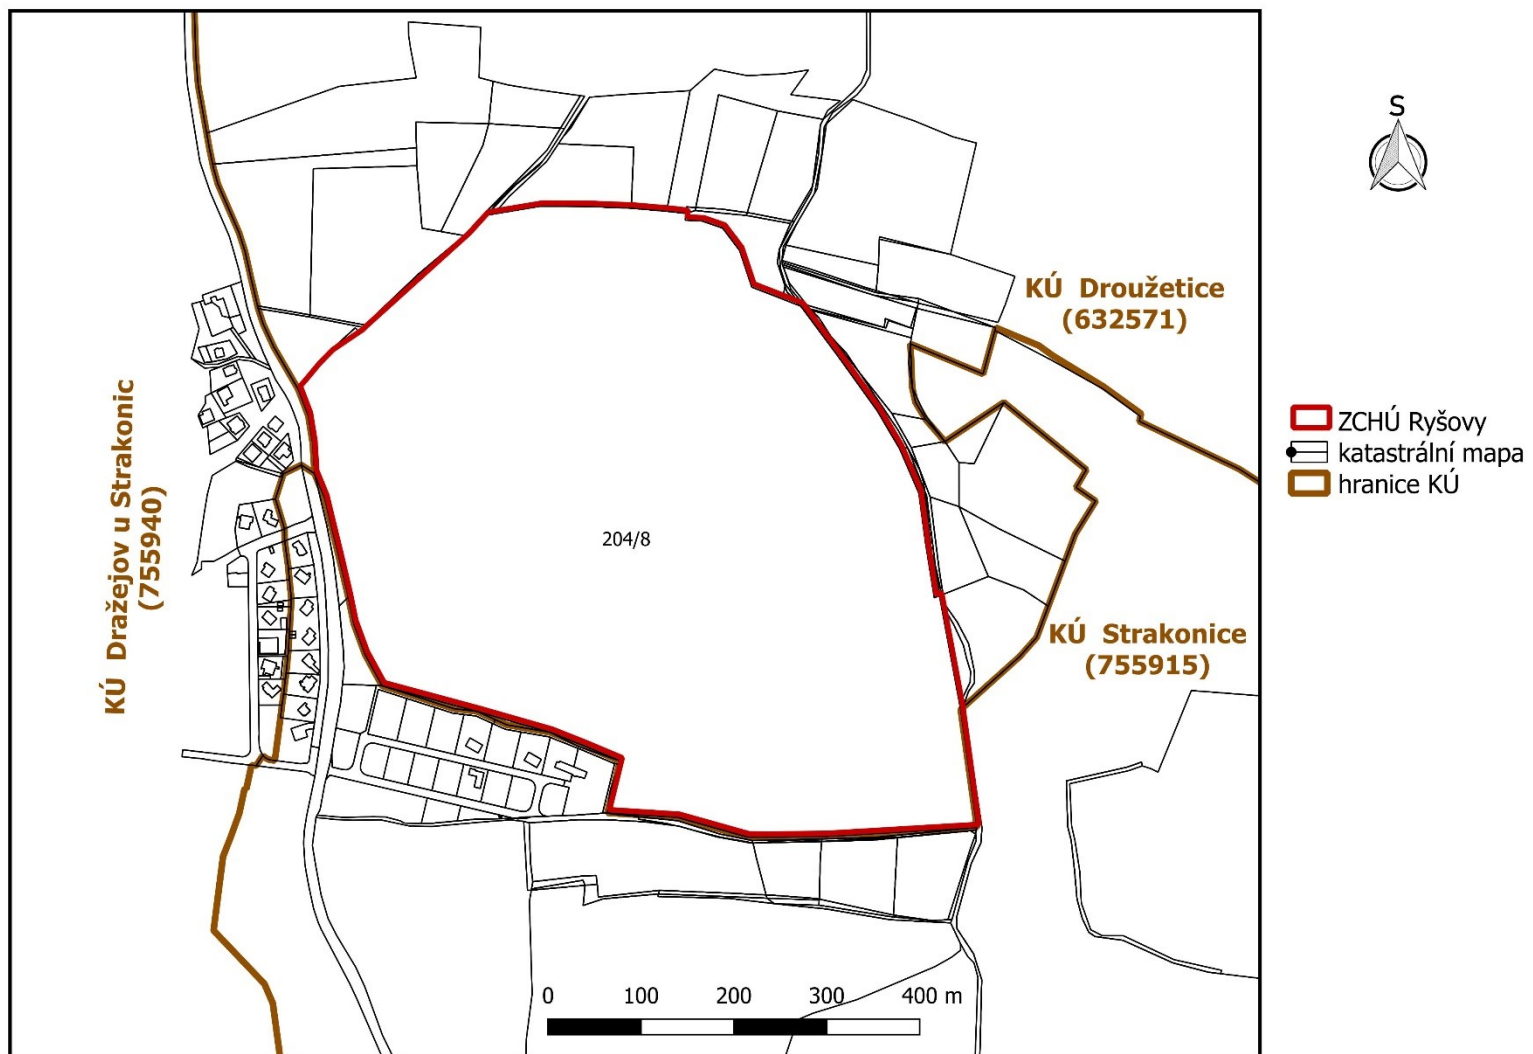 S
KÚ Droužetice
(632571)
ZCHÚ Ryšovy
katastrální mapa
hranice KÚ
KÚ Dražejov u Strakonic
(755940)
204/8
KÚ Strakonice
(755915)
0 100 200 300 400 m